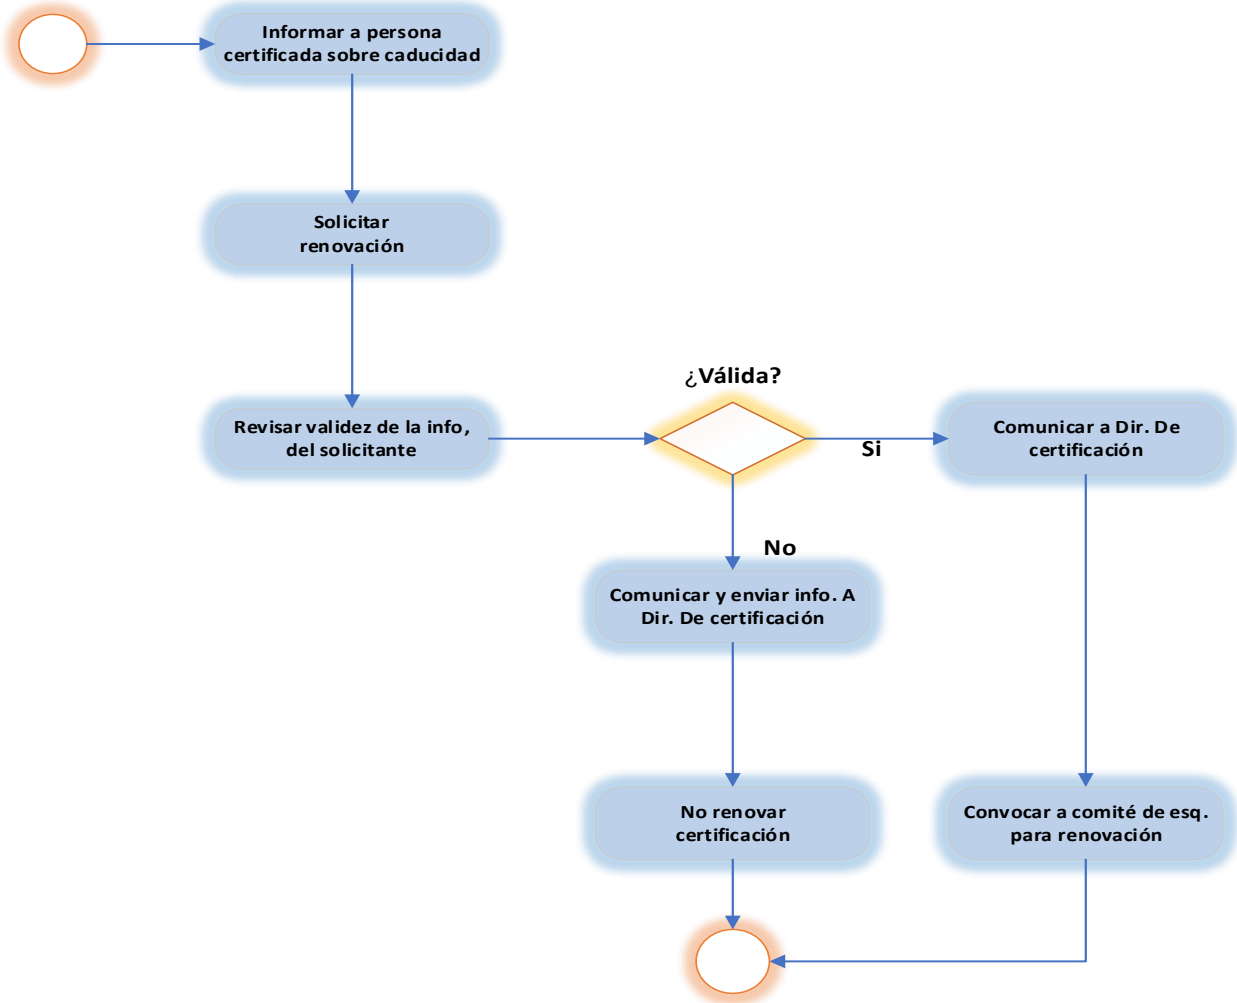 Informar a persona
certificada sobre caducidad
Solicitar
renovación
¿Válida?
Revisar validez de la info,
del solicitante
Si
Comunicar a Dir. De
certificación
No
Comunicar y enviar info. A
Dir. De certificación
No renovar
certificación
Convocar a comité de esq.
para renovación